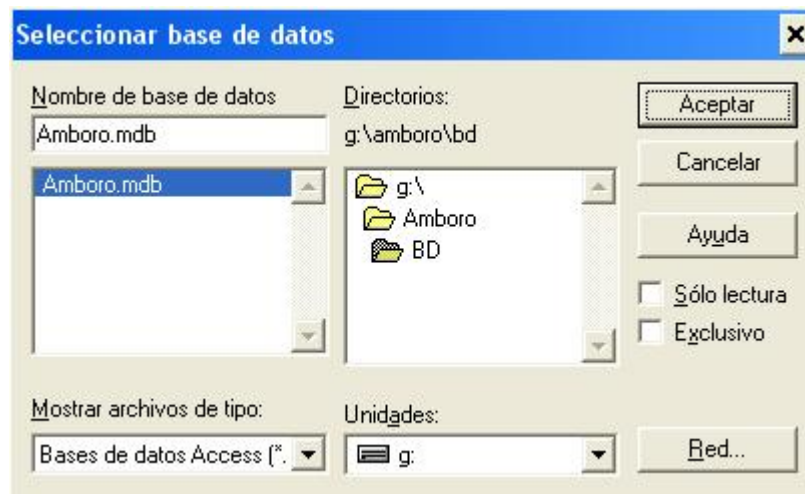 Seleccionar base de datos
Nombre de base de datos
Amboro.mdb
Amboro.mdb
Directorios:
g:\amboro\bd
g:\
Amboro
BD
Aceptar
Cancelar
Ayuda
Sólo lectura
Exclusivo
Mostrar archivos de tipo:
Bases de datos Access (*.
Unidades:
g:
Red...